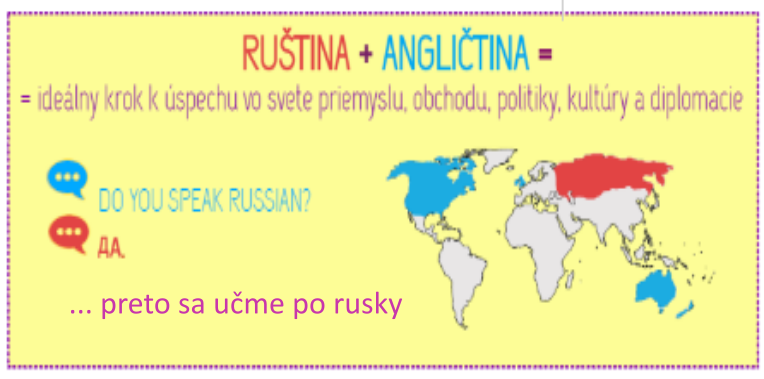 RUŠTINA + ANGLIČTINA =
= ideálny krok k úspechu vo svete priemyslu, obchodu, politiky, kultúry a diplomacie
DO YOU SPEAK RUSSIAN?
ДА.
... preto sa učme po rusky